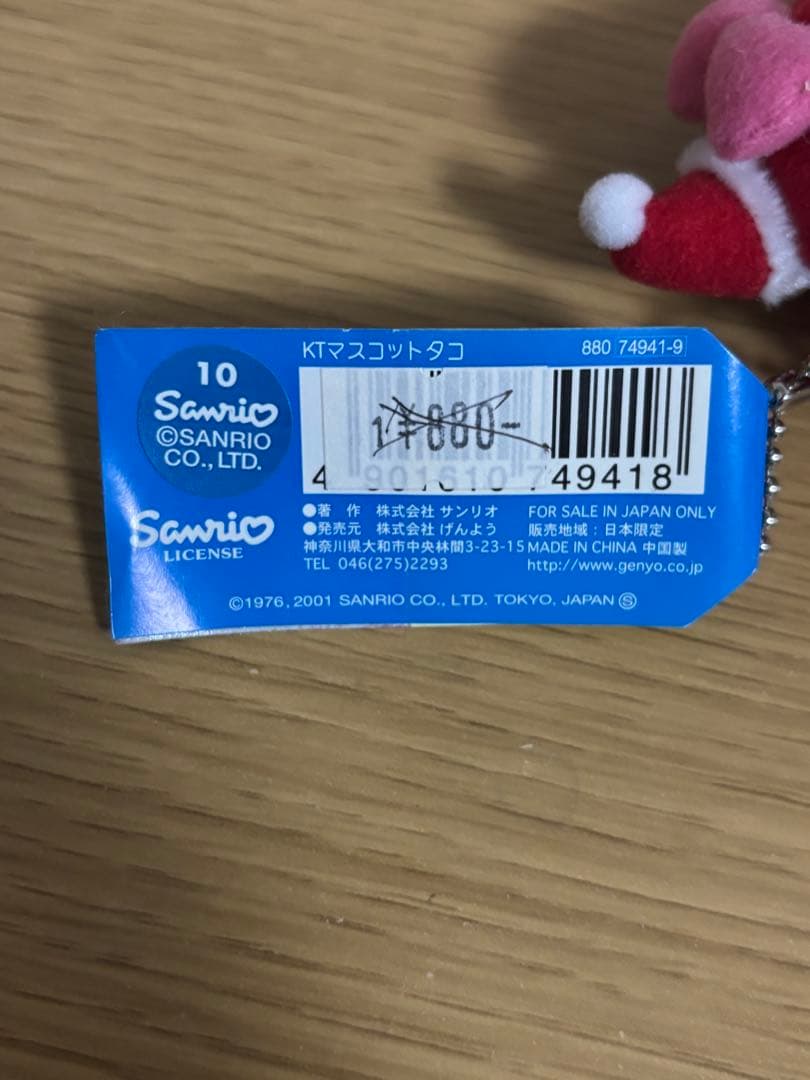 KTマスコットタコ
880 74941-9
10
Sanrio
©SANRIO
CO., LTD.
Sanrio
LICENSE
¥880-
4 901610 749418
●著 作 株式会社 サンリオ
●発売元 株式会社 げんよう
神奈川県大和市中央林間3-23-15
TEL 046(275)2293
FOR SALE IN JAPAN ONLY
販売地域：日本限定
MADE IN CHINA 中国製
http://www.genyo.co.jp
©1976, 2001 SANRIO CO., LTD. TOKYO, JAPAN Ⓢ